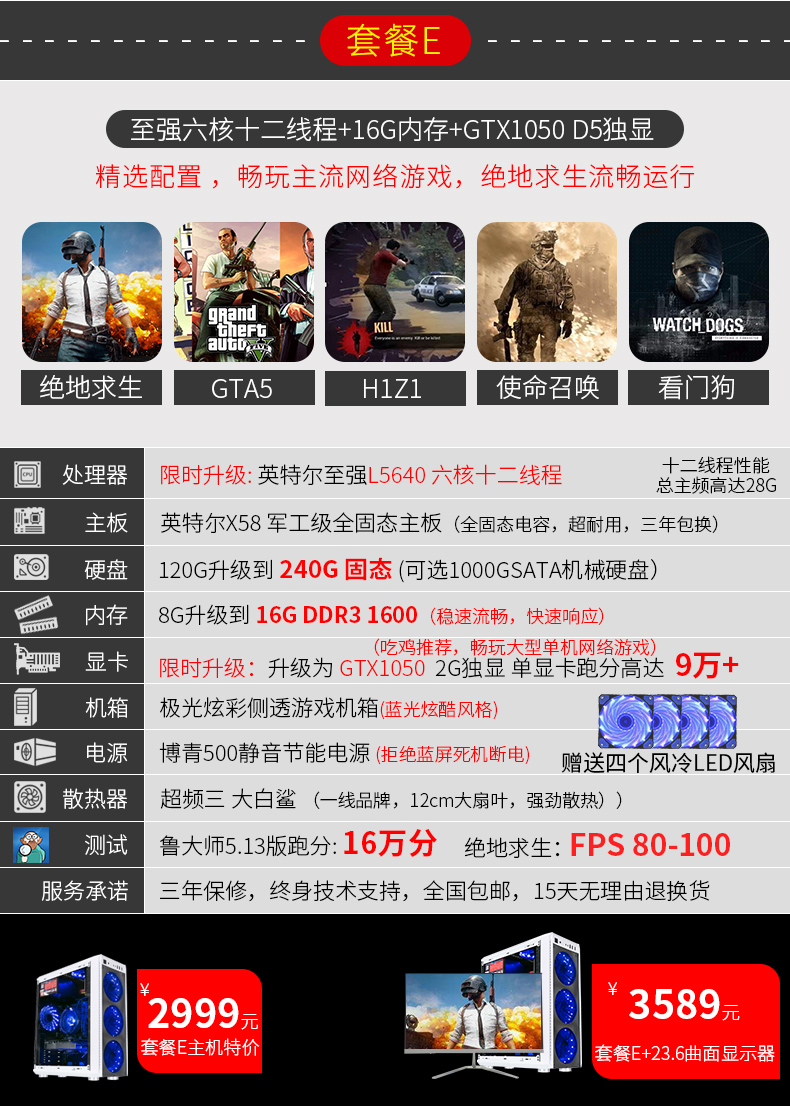 套餐E
至强六核十二线程+16G内存+GTX1050 D5独显
精选配置，畅玩主流网络游戏，绝地求生流畅运行
grand
theft
auto
V
KILL
WATCH_DOGS
绝地求生
GTA5
H1Z1
使命召唤
看门狗
处理器
限时升级: 英特尔至强L5640 六核十二线程
十二线程性能
总主频高达28G
主板
英特尔X58 军工级全固态主板（全固态电容，超耐用，三年包换）
硬盘
120G升级到 240G 固态 (可选1000GSATA机械硬盘）
内存
8G升级到 16G DDR3 1600（稳速流畅，快速响应）
显卡
（吃鸡推荐，畅玩大型单机网络游戏）
限时升级：升级为 GTX1050 2G独显 单显卡跑分高达 9万+
机箱
极光炫彩侧透游戏机箱(蓝光炫酷风格)
电源
博青500静音节能电源 (拒绝蓝屏死机断电)
赠送四个风冷LED风扇
散热器
超频三 大白鲨 （一线品牌，12cm大扇叶，强劲散热））
测试
鲁大师5.13版跑分: 16万分 绝地求生：FPS 80-100
服务承诺
三年保修，终身技术支持，全国包邮，15天无理由退换货
¥2999元
套餐E主机特价
¥3589元
套餐E+23.6曲面显示器